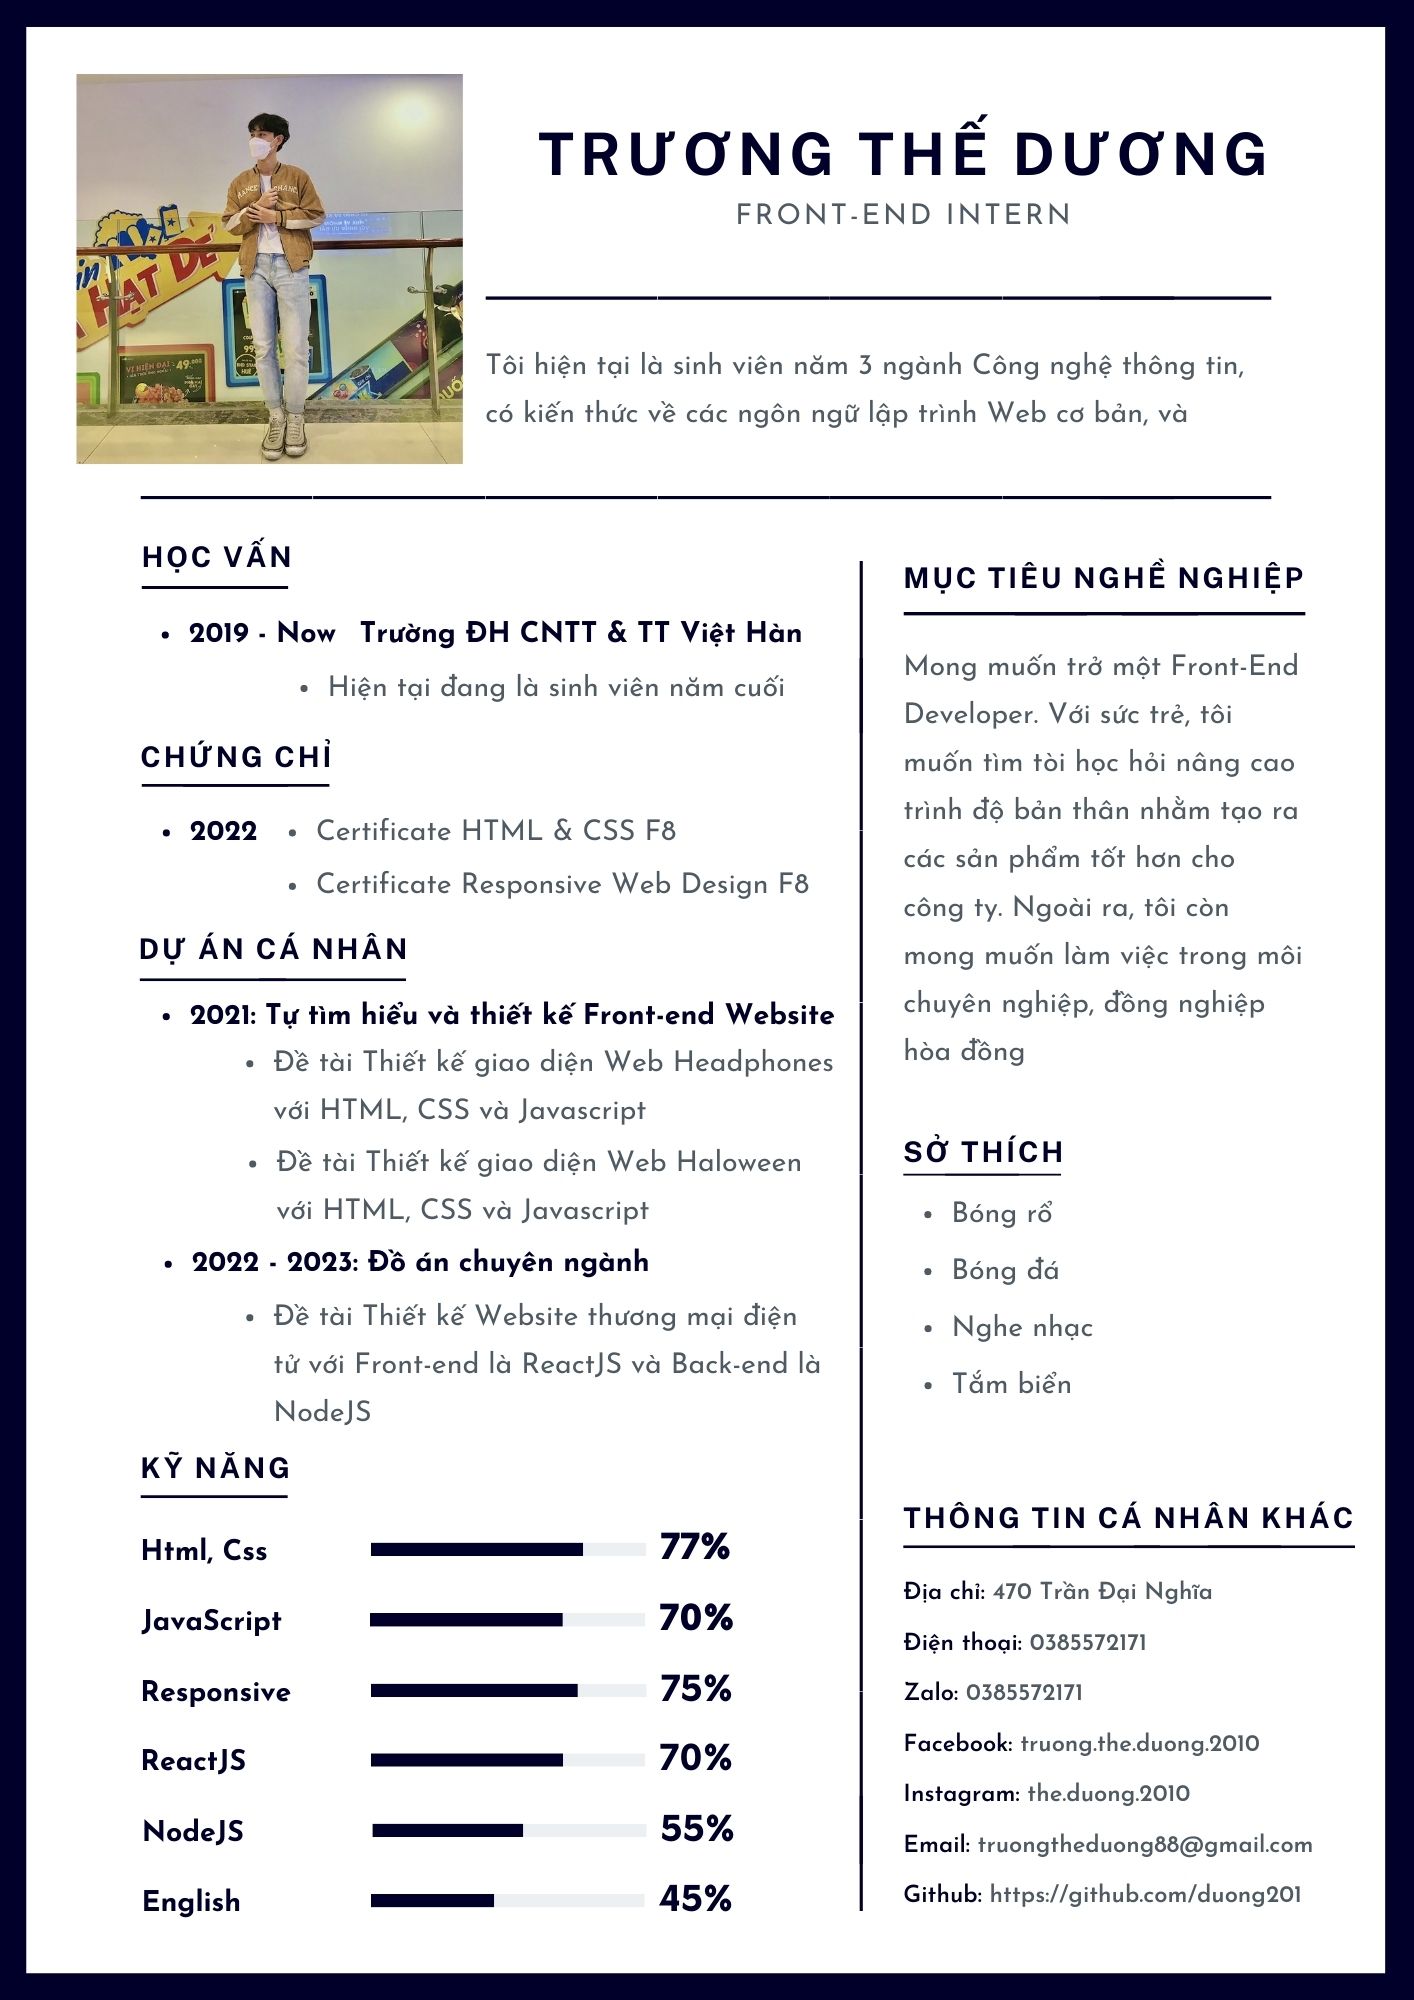 TRƯƠNG THẾ DƯƠNG
FRONT-END INTERN
Tôi hiện tại là sinh viên năm 3 ngành Công nghệ thông tin,
có kiến thức về các ngôn ngữ lập trình Web cơ bản, và
HỌC VẤN
2019 - Now Trường ĐH CNTT & TT Việt Hàn
Hiện tại đang là sinh viên năm cuối
CHỨNG CHỈ
2022 • Certificate HTML & CSS F8
Certificate Responsive Web Design F8
DỰ ÁN CÁ NHÂN
2021: Tự tìm hiểu và thiết kế Front-end Website
Đề tài Thiết kế giao diện Web Headphones
với HTML, CSS và Javascript
Đề tài Thiết kế giao diện Web Haloween
với HTML, CSS và Javascript
2022 - 2023: Đồ án chuyên ngành
Đề tài Thiết kế Website thương mại điện
tử với Front-end là ReactJS và Back-end là
NodeJS
KỸ NĂNG
Html, Css 77%
JavaScript 70%
Responsive 75%
ReactJS 70%
NodeJS 55%
English 45%
MỤC TIÊU NGHỀ NGHIỆP
Mong muốn trở một Front-End
Developer. Với sức trẻ, tôi
muốn tìm tòi học hỏi nâng cao
trình độ bản thân nhằm tạo ra
các sản phẩm tốt hơn cho
công ty. Ngoài ra, tôi còn
mong muốn làm việc trong môi
chuyên nghiệp, đồng nghiệp
hòa đồng
SỞ THÍCH
Bóng rổ
Bóng đá
Nghe nhạc
Tắm biển
THÔNG TIN CÁ NHÂN KHÁC
Địa chỉ: 470 Trần Đại Nghĩa
Điện thoại: 0385572171
Zalo: 0385572171
Facebook: truong.the.duong.2010
Instagram: the.duong.2010
Email: truongtheduong88@gmail.com
Github: https://github.com/duong201